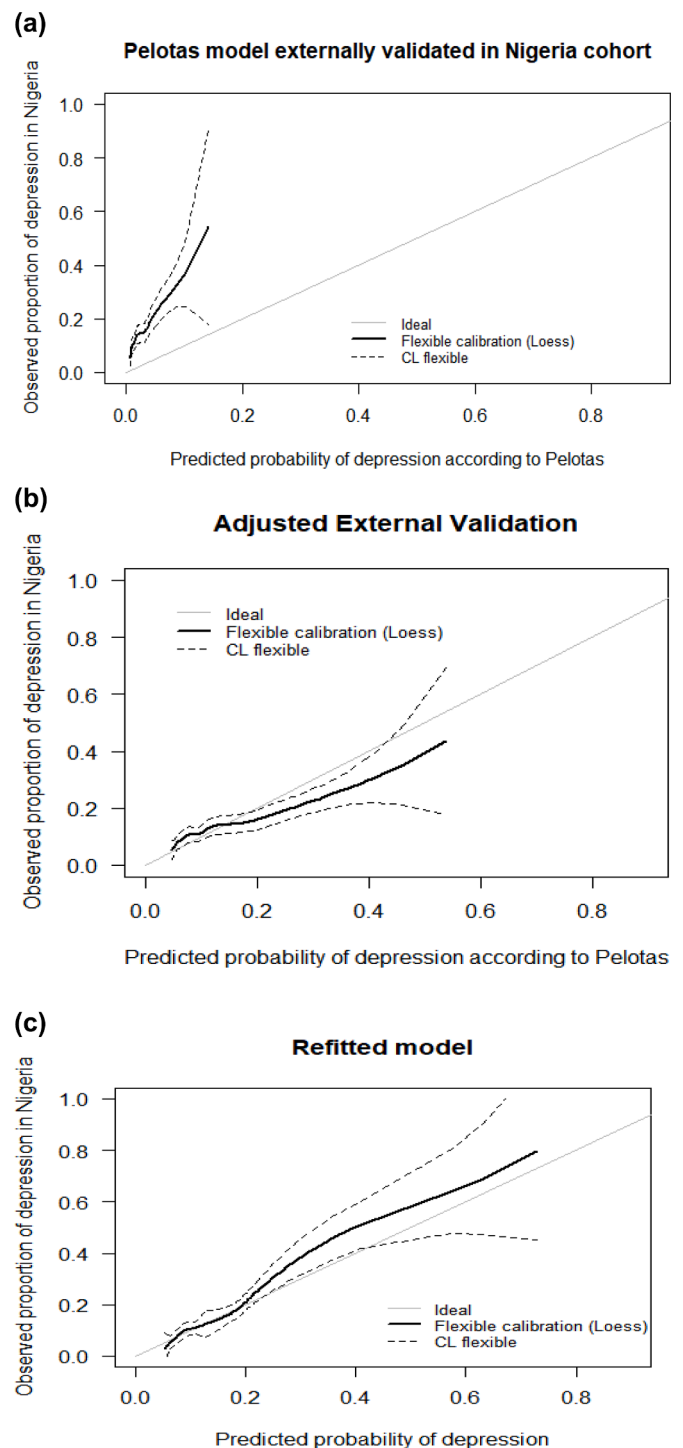 (a)
Pelotas model externally validated in Nigeria cohort
Observed proportion of depression in Nigeria
1.0
0.8
0.6
0.4
0.2
0.0
Ideal
Flexible calibration (Loess)
CL flexible
0.0 0.2 0.4 0.6 0.8
Predicted probability of depression according to Pelotas
(b)
Adjusted External Validation
Observed proportion of depression in Nigeria
1.0
0.8
0.6
0.4
0.2
0.0
Ideal
Flexible calibration (Loess)
CL flexible
0.0 0.2 0.4 0.6 0.8
Predicted probability of depression according to Pelotas
(c)
Refitted model
Observed proportion of depression in Nigeria
1.0
0.8
0.6
0.4
0.2
0.0
Ideal
Flexible calibration (Loess)
CL flexible
0.0 0.2 0.4 0.6 0.8
Predicted probability of depression